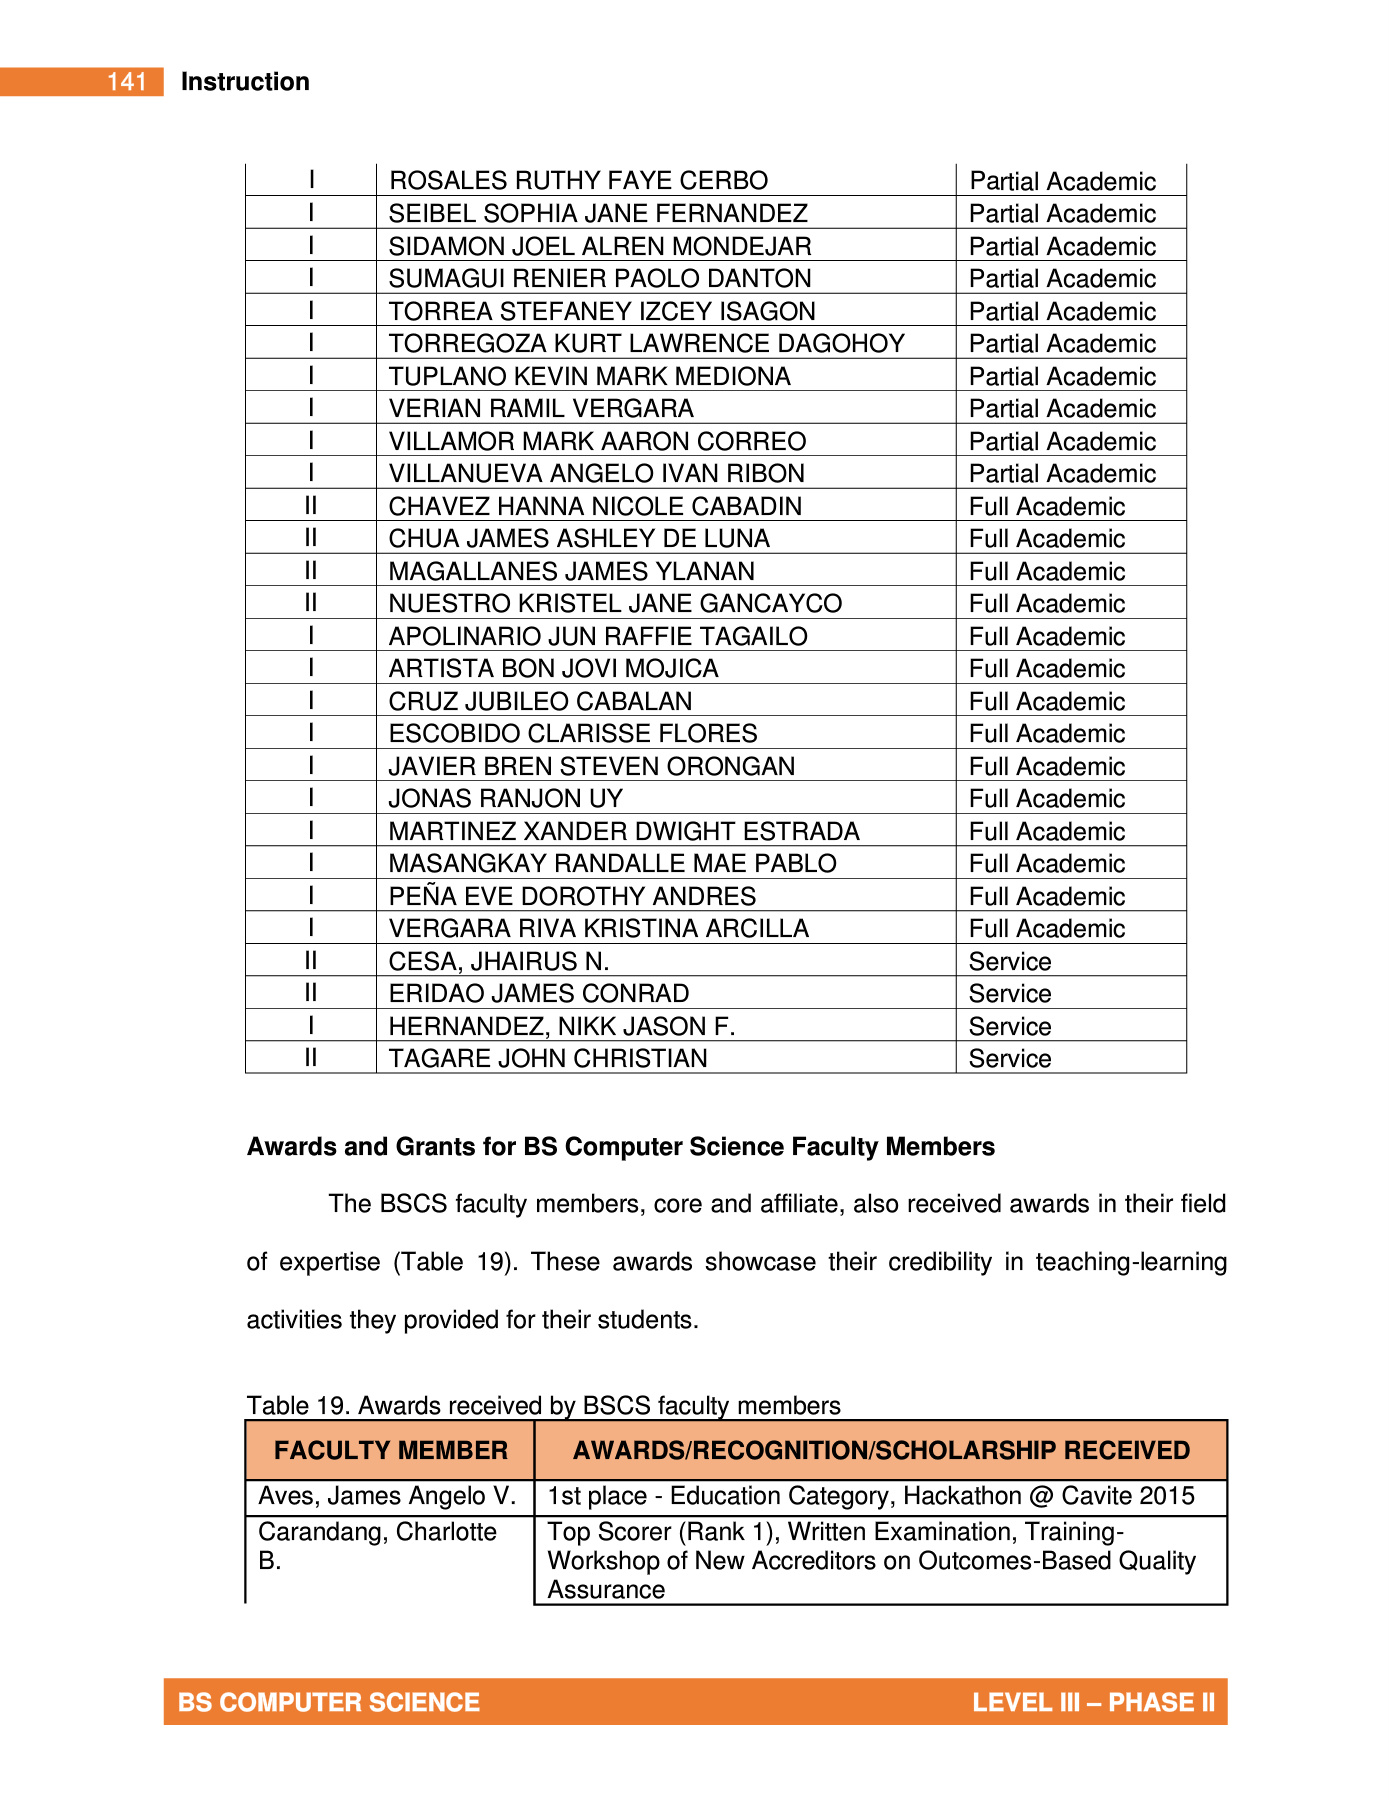 141 Instruction
I ROSALES RUTHY FAYE CERBO Partial Academic
I SEIBEL SOPHIA JANE FERNANDEZ Partial Academic
I SIDAMON JOEL ALREN MONDEJAR Partial Academic
I SUMAGUI RENIER PAOLO DANTON Partial Academic
I TORREA STEFANEY IZCEY ISAGON Partial Academic
I TORREGOZA KURT LAWRENCE DAGOHOY Partial Academic
I TUPLANO KEVIN MARK MEDIONA Partial Academic
I VERIAN RAMIL VERGARA Partial Academic
I VILLAMOR MARK AARON CORREO Partial Academic
I VILLANUEVA ANGELO IVAN RIBON Partial Academic
II CHAVEZ HANNA NICOLE CABADIN Full Academic
II CHUA JAMES ASHLEY DE LUNA Full Academic
II MAGALLANES JAMES YLANAN Full Academic
II NUESTRO KRISTEL JANE GANCAYCO Full Academic
I APOLINARIO JUN RAFFIE TAGAILO Full Academic
I ARTISTA BON JOVI MOJICA Full Academic
I CRUZ JUBILEO CABALAN Full Academic
I ESCOBIDO CLARISSE FLORES Full Academic
I JAVIER BREN STEVEN ORONGAN Full Academic
I JONAS RANJON UY Full Academic
I MARTINEZ XANDER DWIGHT ESTRADA Full Academic
I MASANGKAY RANDALLE MAE PABLO Full Academic
I PEÑA EVE DOROTHY ANDRES Full Academic
I VERGARA RIVA KRISTINA ARCILLA Full Academic
II CESA, JHAIRUS N. Service
II ERIDAO JAMES CONRAD Service
I HERNANDEZ, NIKK JASON F. Service
II TAGARE JOHN CHRISTIAN Service
Awards and Grants for BS Computer Science Faculty Members
The BSCS faculty members, core and affiliate, also received awards in their field
of expertise (Table 19). These awards showcase their credibility in teaching-learning
activities they provided for their students.
Table 19. Awards received by BSCS faculty members
FACULTY MEMBER AWARDS/RECOGNITION/SCHOLARSHIP RECEIVED
Aves, James Angelo V. 1st place - Education Category, Hackathon @ Cavite 2015
Carandang, Charlotte Top Scorer (Rank 1), Written Examination, Training-
B. Workshop of New Accreditors on Outcomes-Based Quality
Assurance
BS COMPUTER SCIENCE LEVEL III – PHASE II